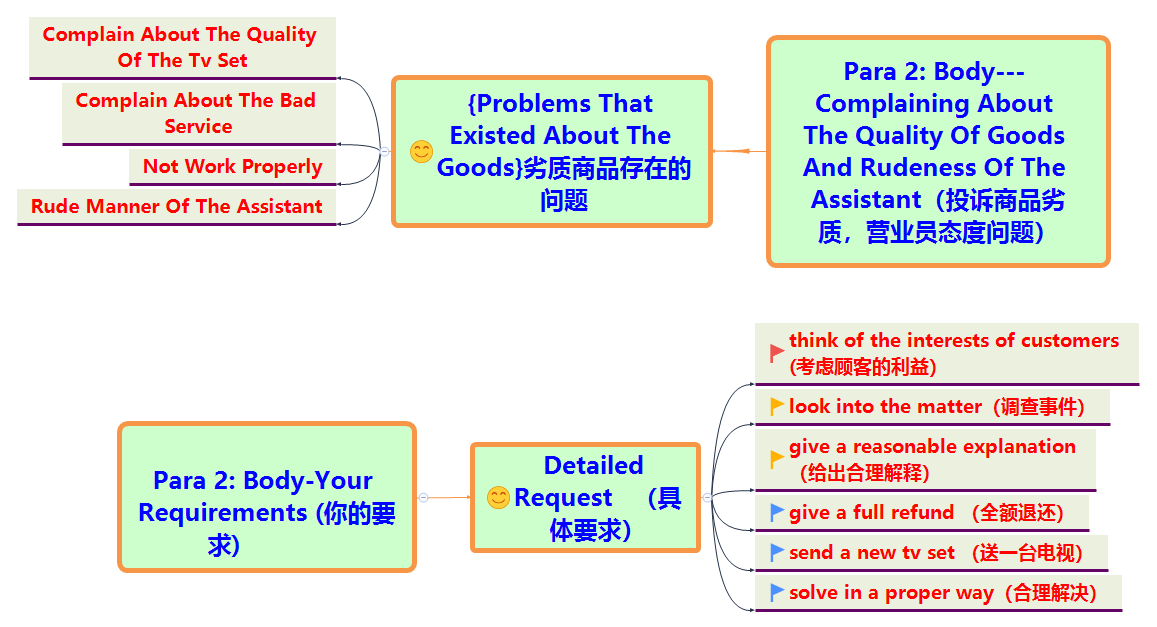 Complain About The Quality
Of The Tv Set
Complain About The Bad
Service
Not Work Properly
Rude Manner Of The Assistant
{Problems That
Existed About The
Goods}劣质商品存在的
问题
Para 2: Body---
Complaining About
The Quality Of Goods
And Rudeness Of The
Assistant（投诉商品劣
质，营业员态度问题）
Para 2: Body-Your
Requirements (你的要
求）
Detailed
Request （具
体要求）
think of the interests of customers
(考虑顾客的利益）
look into the matter（调查事件）
give a reasonable explanation
（给出合理解释）
give a full refund （全额退还）
send a new tv set （送一台电视）
solve in a proper way（合理解决）